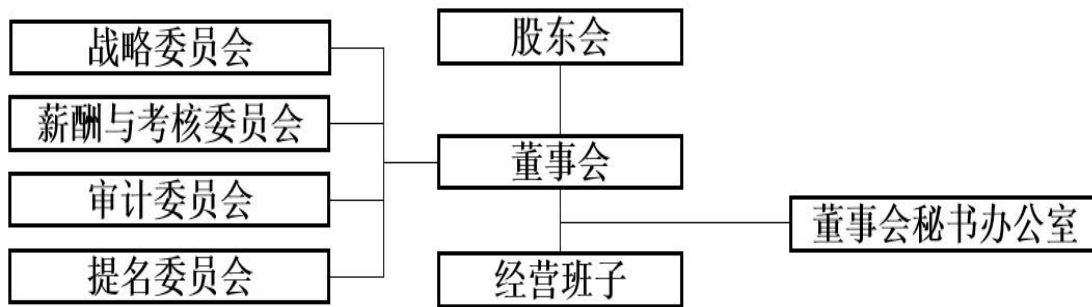 战略委员会
股东会
薪酬与考核委员会
董事会
审计委员会
董事会秘书办公室
提名委员会
经营班子